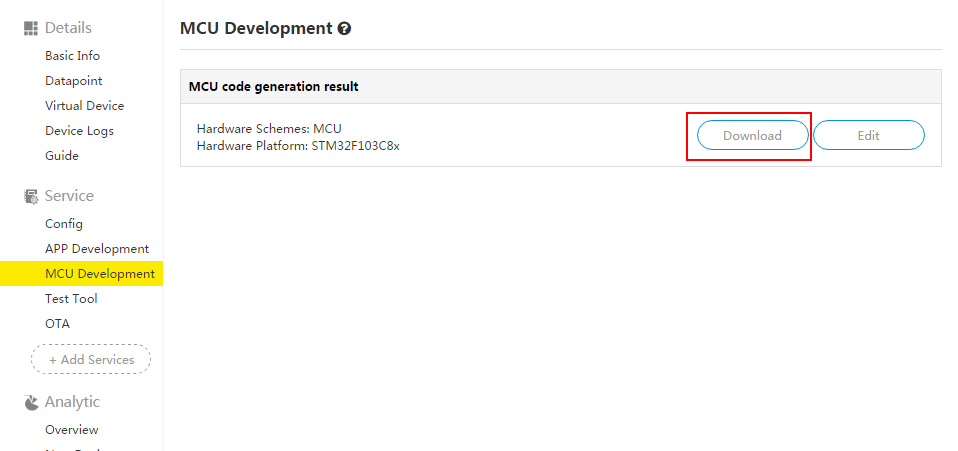 Details
Basic Info
Datapoint
Virtual Device
Device Logs
Guide
Service
Config
APP Development
MCU Development
Test Tool
OTA
+ Add Services
Analytic
Overview
MCU Development ?
MCU code generation result
Hardware Schemes: MCU
Hardware Platform: STM32F103C8x
Download
Edit